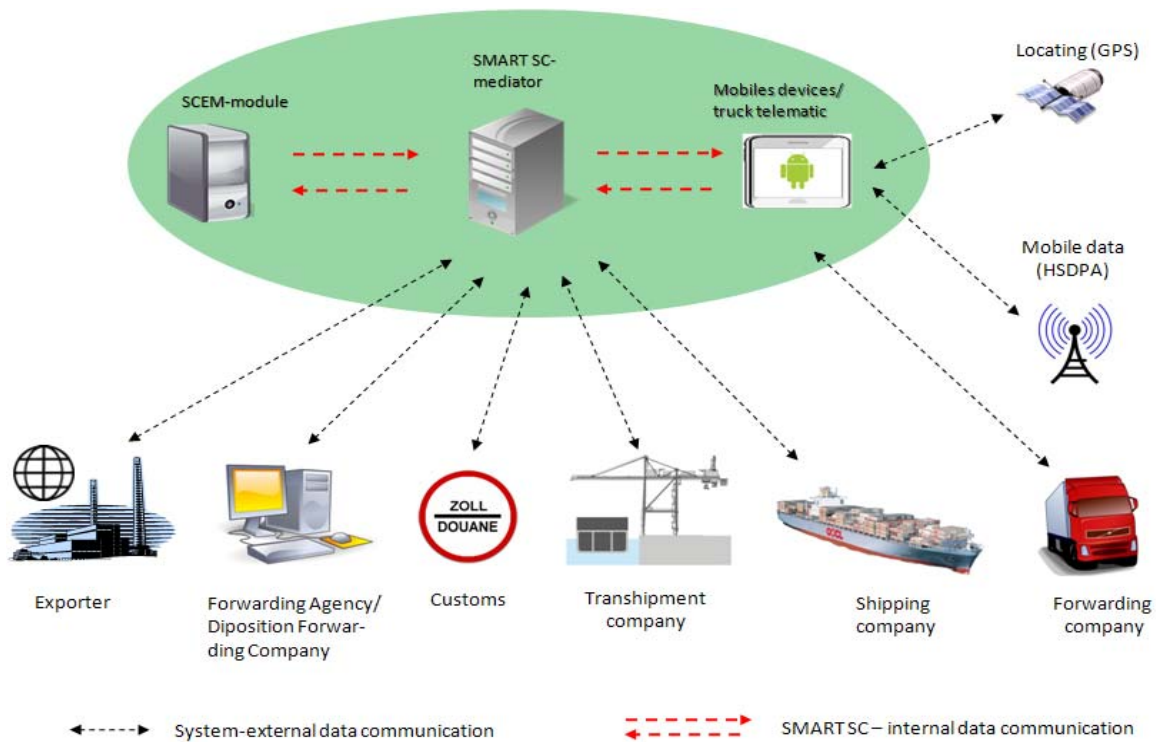 SMART SC-
mediator
SCEM-module
Mobiles devices/
truck telematic
Locating (GPS)
Mobile data
(HSDPA)
ZOLL
DOUANE
OOCL
Exporter
Forwarding Agency/
Diposition Forwar-
ding Company
Customs
Transhipment
company
Shipping
company
Forwarding
company
System-external data communication
SMART SC – internal data communication